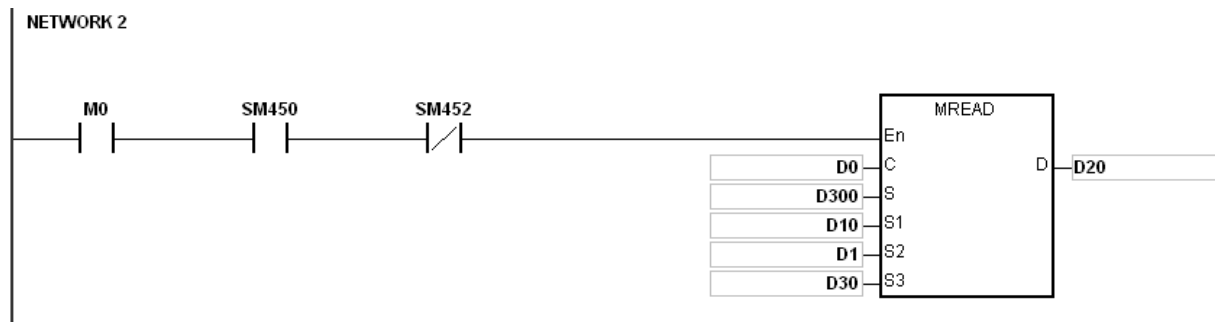 NETWORK 2
M0 SM450 SM452
MREAD
En
D0 C D D20
D300 S
D10 S1
D1 S2
D30 S3